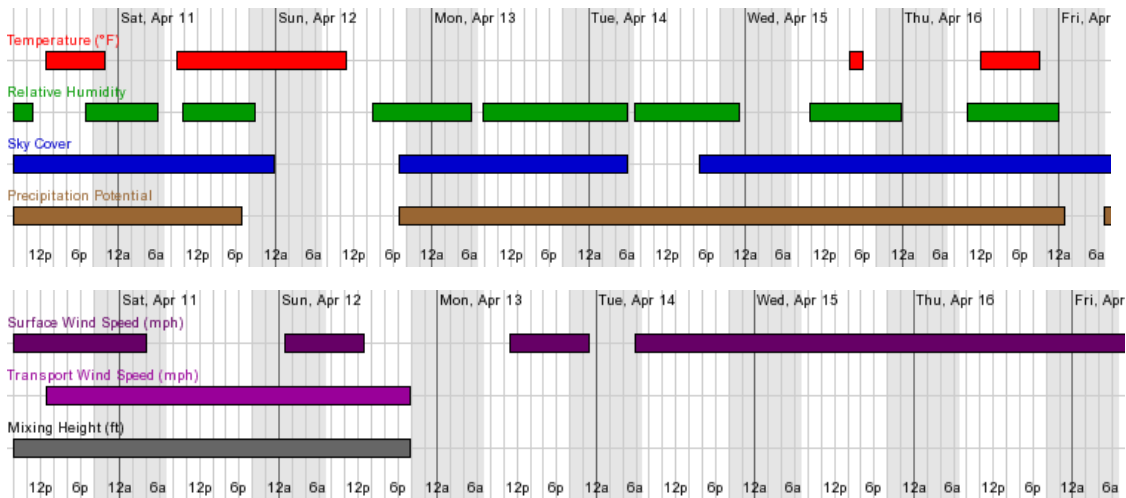 Sat, Apr 11 Sun, Apr 12 Mon, Apr 13 Tue, Apr 14 Wed, Apr 15 Thu, Apr 16 Fri, Apr
Temperature (°F)
Relative Humidity
Sky Cover
Precipitation Potential
12p 6p 12a 6a 12p 6p 12a 6a 12p 6p 12a 6a 12p 6p 12a 6a 12p 6p 12a 6a 12p 6p 12a 6a 12p 6p 12a 6a
Sat, Apr 11 Sun, Apr 12 Mon, Apr 13 Tue, Apr 14 Wed, Apr 15 Thu, Apr 16 Fri, Apr
Surface Wind Speed (mph)
Transport Wind Speed (mph)
Mixing Height (ft)
12p 6p 12a 6a 12p 6p 12a 6a 12p 6p 12a 6a 12p 6p 12a 6a 12p 6p 12a 6a 12p 6p 12a 6a 12p 6p 12a 6a